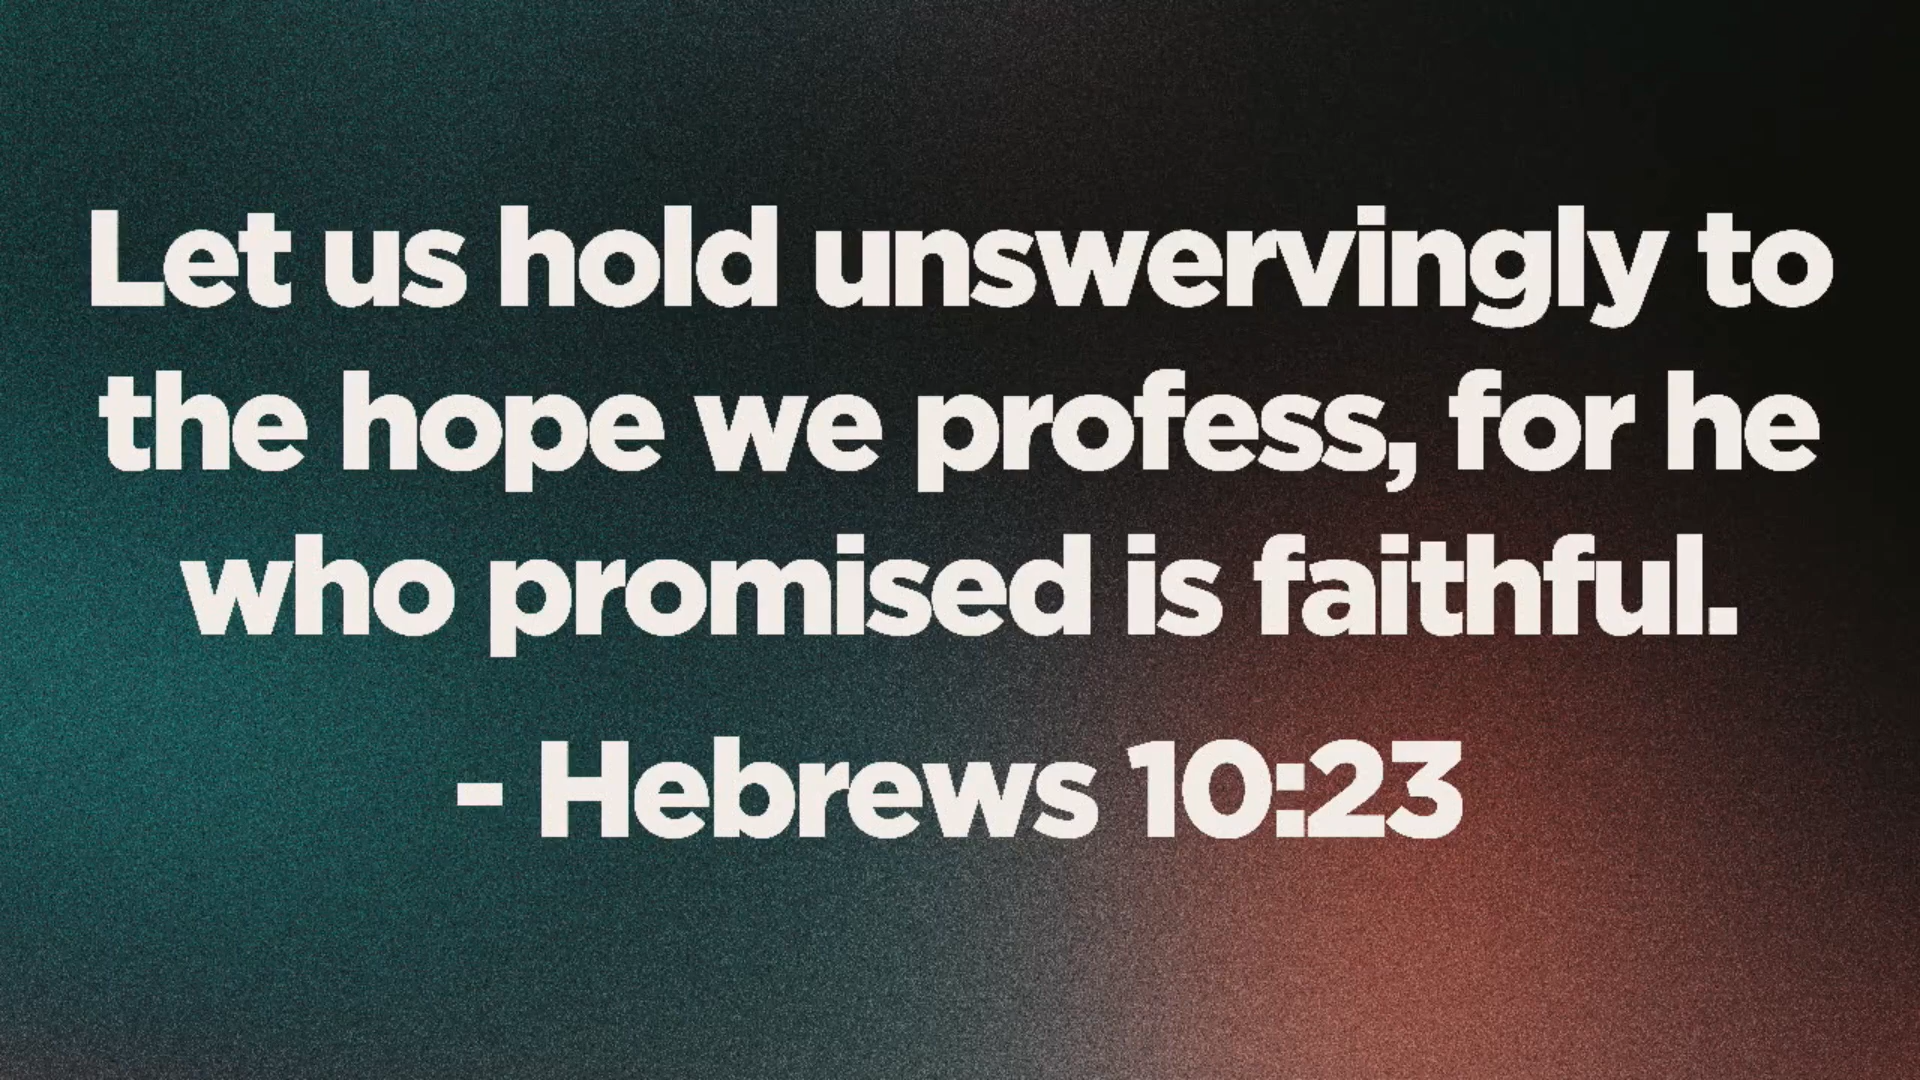 Let us hold unswervingly to
the hope we profess, for he
who promised is faithful.
- Hebrews 10:23